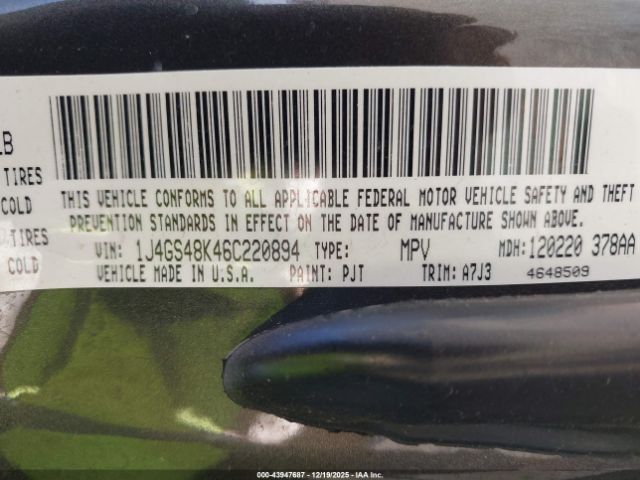 LB
TIRES
COLD
TIRES
COLD
THIS VEHICLE CONFORMS TO ALL APPLICABLE FEDERAL MOTOR VEHICLE SAFETY AND THEFT
PREVENTION STANDARDS IN EFFECT ON THE DATE OF MANUFACTURE SHOWN ABOVE.
VIN: 1J4GS48K46C220894 TYPE: MPV MDH: 120220 378AA
VEHICLE MADE IN U.S.A. PAINT: PJT TRIM: A7J3 4648509
000-43947687 - 12/19/2025 - IAAI Inc.